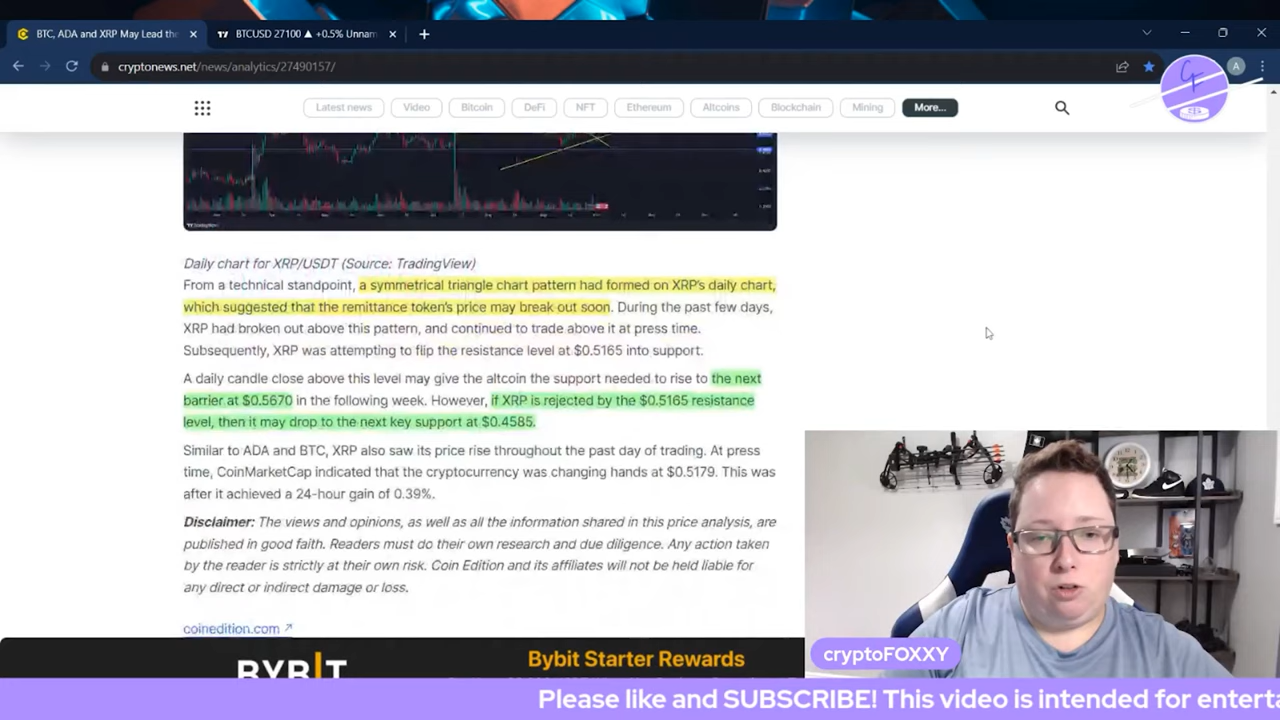 BTC, ADA and XRP May Lead the
BTCUSD 27100 ▲ +0.5% Unnam
cryptonews.net/news/analytics/27490157/
A
Latest news
Video
Bitcoin
DeFi
NFT
Ethereum
Altcoins
Blockchain
Mining
More...
Daily chart for XRP/USDT (Source: TradingView)
From a technical standpoint, a symmetrical triangle chart pattern had formed on XRP's daily chart,
which suggested that the remittance token's price may break out soon. During the past few days,
XRP had broken out above this pattern, and continued to trade above it at press time.
Subsequently, XRP was attempting to flip the resistance level at $0.5165 into support.
A daily candle close above this level may give the altcoin the support needed to rise to the next
barrier at $0.5670 in the following week. However, if XRP is rejected by the $0.5165 resistance
level, then it may drop to the next key support at $0.4585.
Similar to ADA and BTC, XRP also saw its price rise throughout the past day of trading. At press
time, CoinMarketCap indicated that the cryptocurrency was changing hands at $0.5179. This was
after it achieved a 24-hour gain of 0.39%.
Disclaimer: The views and opinions, as well as all the information shared in this price analysis, are
published in good faith. Readers must do their own research and due diligence. Any action taken
by the reader is strictly at their own risk. Coin Edition and its affiliates will not be held liable for
any direct or indirect damage or loss.
coinedition.com ↗
BYBIT
Bybit Starter Rewards
cryptoFOXXY
Please like and SUBSCRIBE! This video is intended for enterta